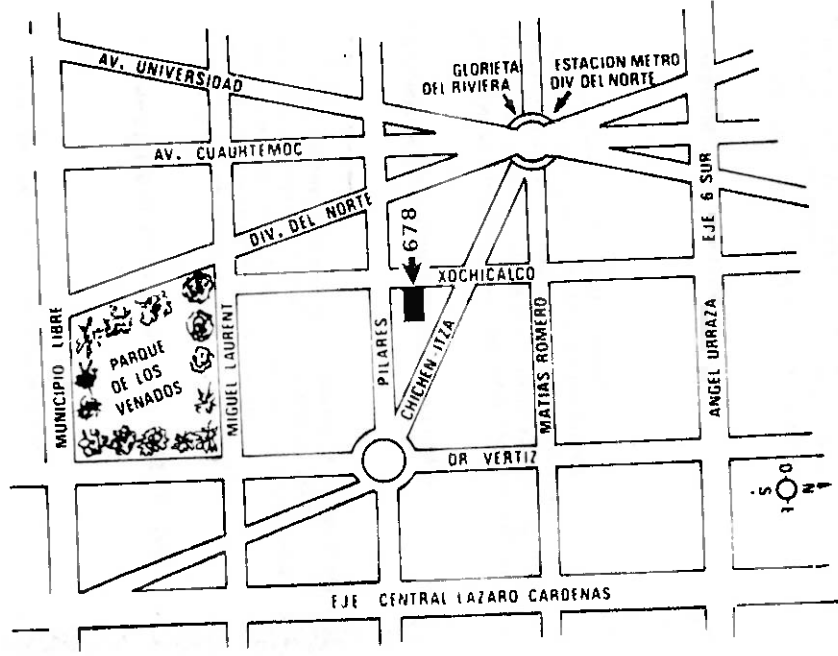 AV. UNIVERSIDAD
GLORIETA
DEL RIVIERA
ESTACION METRO
DIV DEL NORTE
AV. CUAUHTEMOC
DIV. DEL NORTE
EJE 6 SUR
678
XOCHICALCO
MUNICIPIO LIBRE
PARQUE
DE LOS
VENADOS
MIGUEL LAURENT
PILARES
CHICHEN-ITZA
MATIAS ROMERO
ANGEL URRAZA
DR VERTIZ
O
S.
N
E
EJE CENTRAL LAZARO CARDENAS